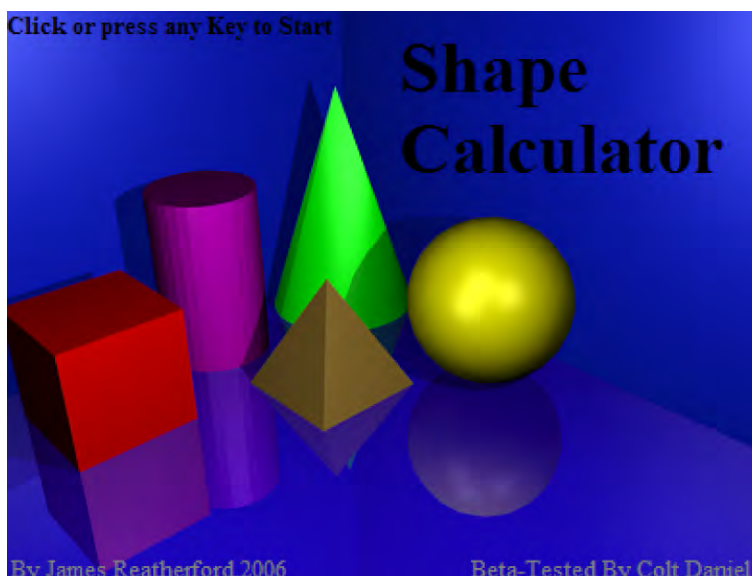 Click or press any Key to Start
Shape
Calculator
By James Reatherford 2006
Beta-Tested By Colt Daniel